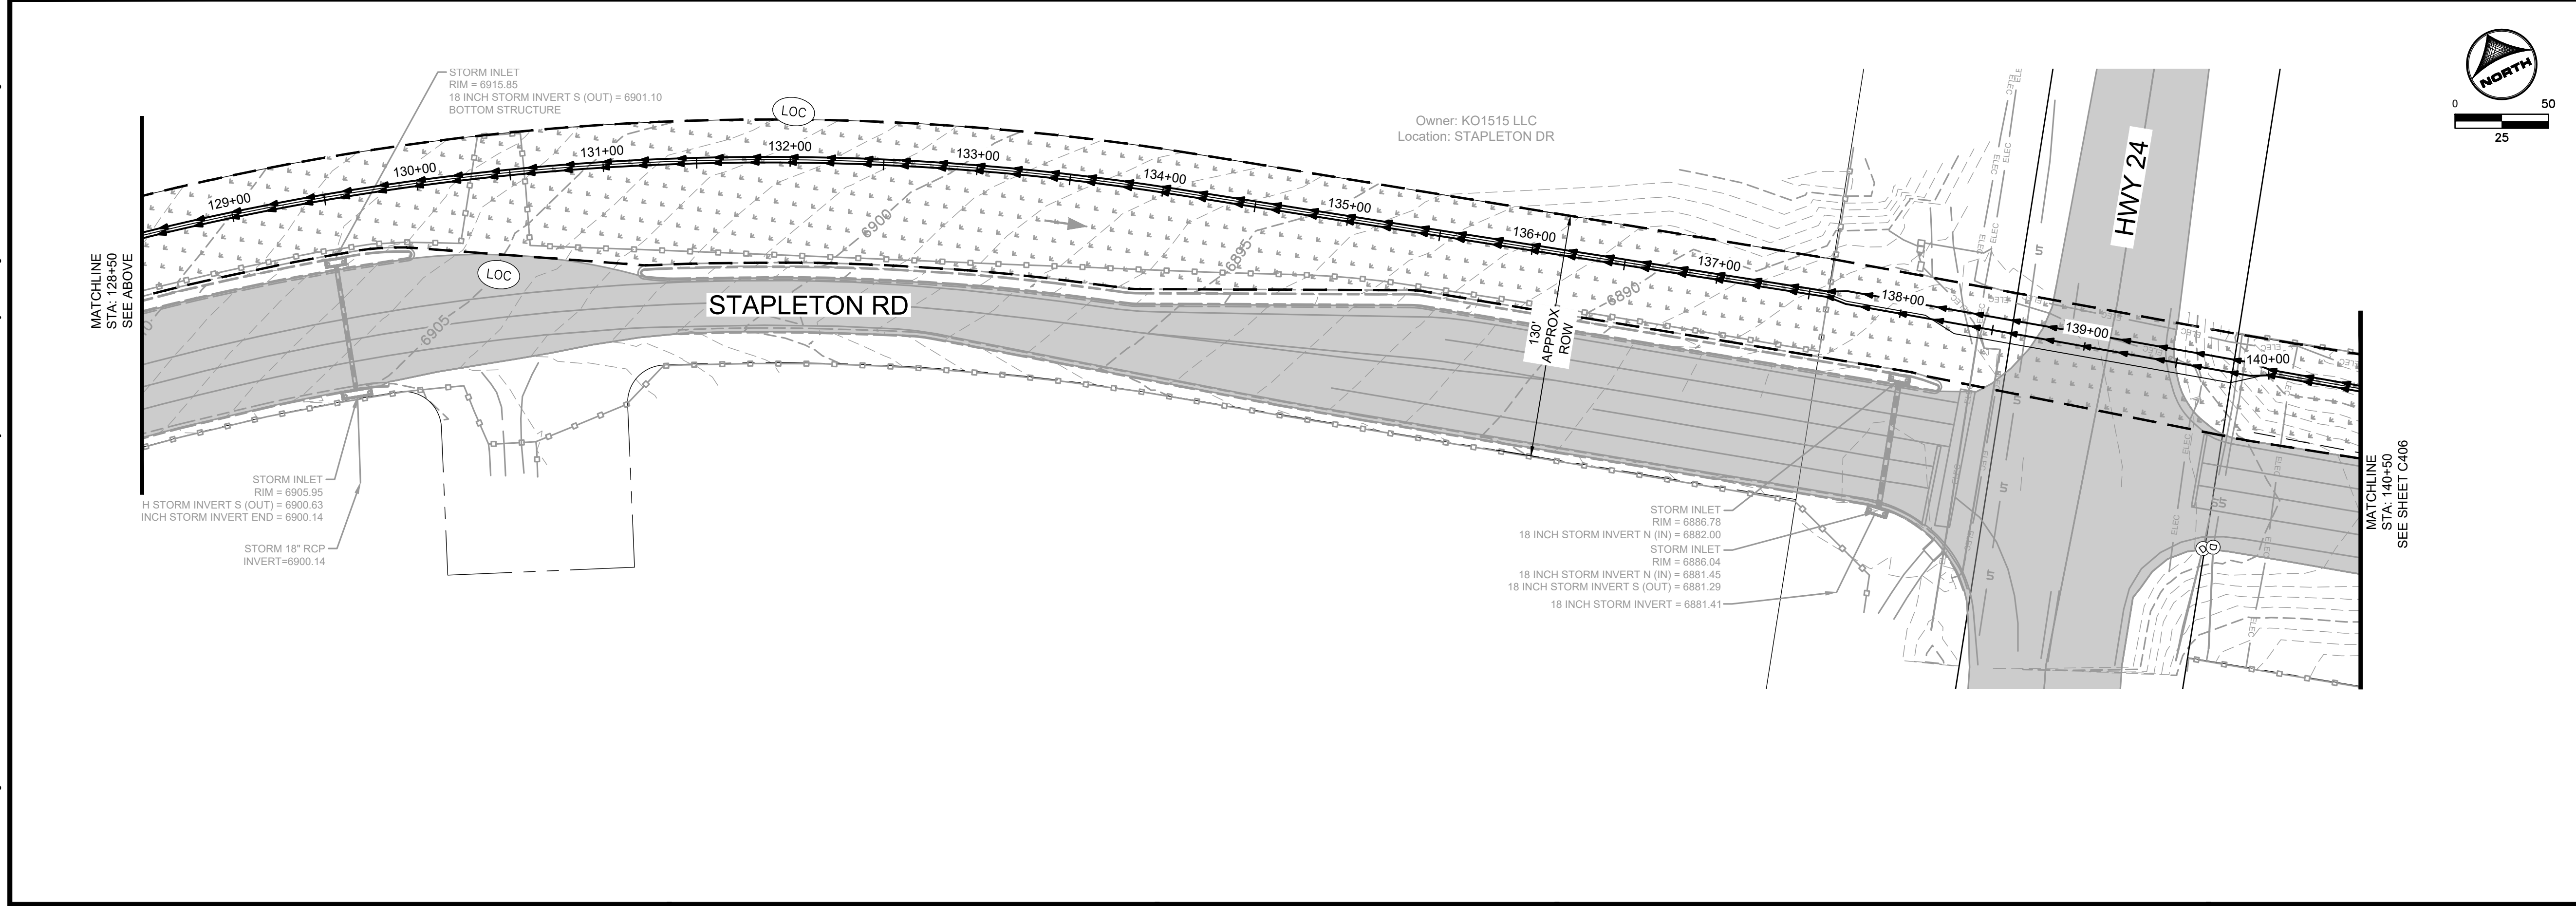 STORM INLET
RIM = 6915.85
18 INCH STORM INVERT S (OUT) = 6901.10
BOTTOM STRUCTURE
LOC
Owner: KO1515 LLC
Location: STAPLETON DR
NORTH
0 50
25
HWY 24
129+00
130+00
131+00
132+00
133+00
134+00
135+00
136+00
137+00
138+00
139+00
140+00
MATCHLINE
STA: 128+50
SEE ABOVE
LOC
STAPLETON RD
6905
6900
6895
6890
130'
APPROX
ROW
ELEC
ELEC
ELEC
ELEC
ELEC
ELEC
ELEC
ELEC
STORM INLET
RIM = 6905.95
H STORM INVERT S (OUT) = 6900.63
INCH STORM INVERT END = 6900.14
STORM 18" RCP
INVERT=6900.14
STORM INLET
RIM = 6886.78
18 INCH STORM INVERT N (IN) = 6882.00
STORM INLET
RIM = 6886.04
18 INCH STORM INVERT N (IN) = 6881.45
18 INCH STORM INVERT S (OUT) = 6881.29
18 INCH STORM INVERT = 6881.41
MATCHLINE
STA: 140+50
SEE SHEET C406